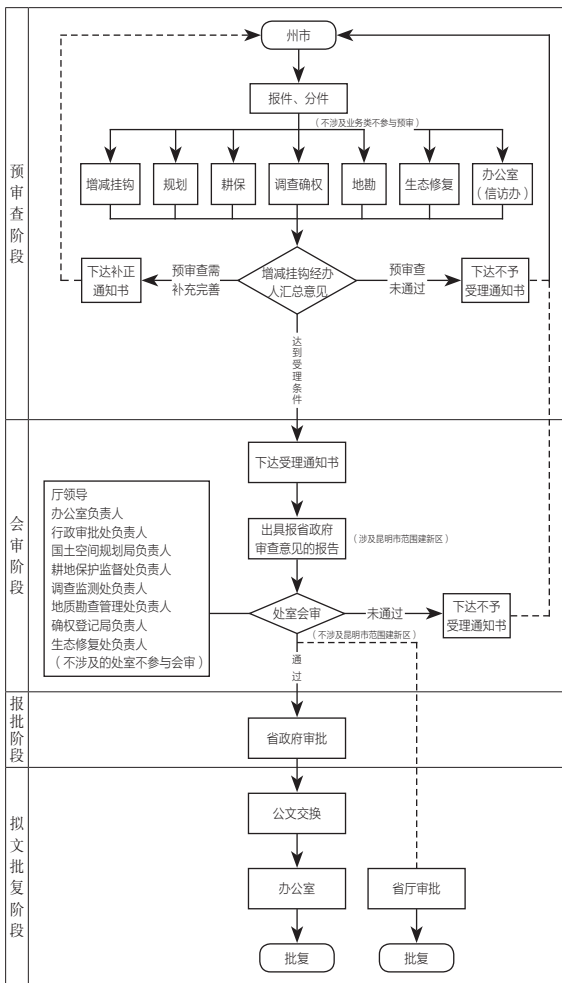 预审查阶段
州市
报件、分件
（不涉及业务类不参与预审）
增减挂钩
规划
耕保
调查确权
地勘
生态修复
办公室
（信访办）
下达补正
通知书
预审查需
补充完善
增减挂钩经办
人汇总意见
预审查
未通过
下达不予
受理通知书
达到受理条件
会审阶段
下达受理通知书
厅领导
办公室负责人
行政审批处负责人
国土空间规划局负责人
耕地保护监督处负责人
调查监测处负责人
地质勘查管理处负责人
确权登记局负责人
生态修复处负责人
（不涉及的处室不参与会审）
出具报省政府
审查意见的报告
（涉及昆明市范围建新区）
处室会审
未通过
下达不予
受理通知书
（不涉及昆明市范围建新区）
通过
报批阶段
省政府审批
拟文批复阶段
公文交换
办公室
省厅审批
批复
批复